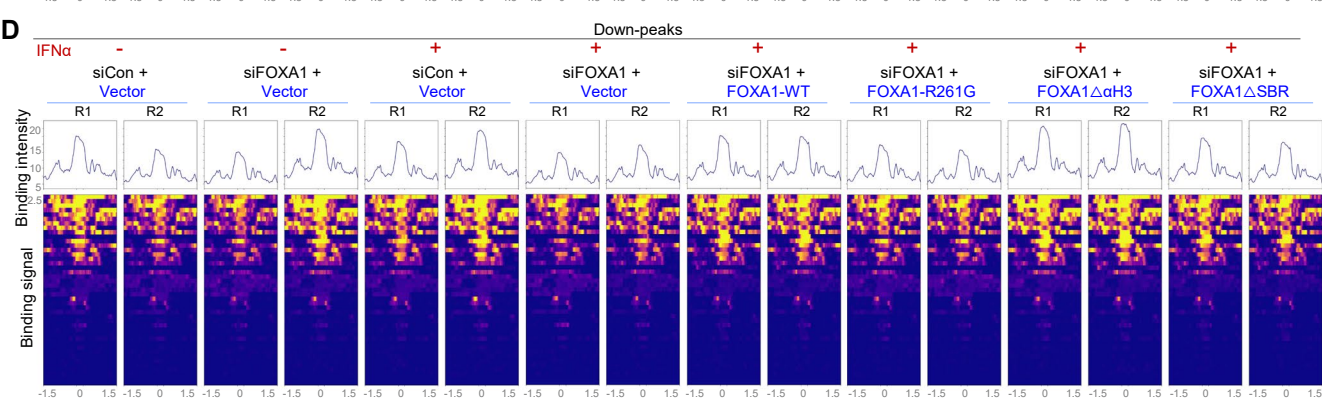 D
Down-peaks
IFNα - - + + + + + +
siCon + siFOXA1 + siCon + siFOXA1 + siFOXA1 + siFOXA1 + siFOXA1 + siFOXA1 +
Vector Vector Vector Vector FOXA1-WT FOXA1-R261G FOXA1△αH3 FOXA1△SBR
R1 R2 R1 R2 R1 R2 R1 R2 R1 R2 R1 R2 R1 R2 R1 R2
Binding intensity
20
15
10
5
2.5
Binding signal
-1.5 0 1.5 -1.5 0 1.5 -1.5 0 1.5 -1.5 0 1.5 -1.5 0 1.5 -1.5 0 1.5 -1.5 0 1.5 -1.5 0 1.5 -1.5 0 1.5 -1.5 0 1.5 -1.5 0 1.5 -1.5 0 1.5 -1.5 0 1.5 -1.5 0 1.5 -1.5 0 1.5 -1.5 0 1.5